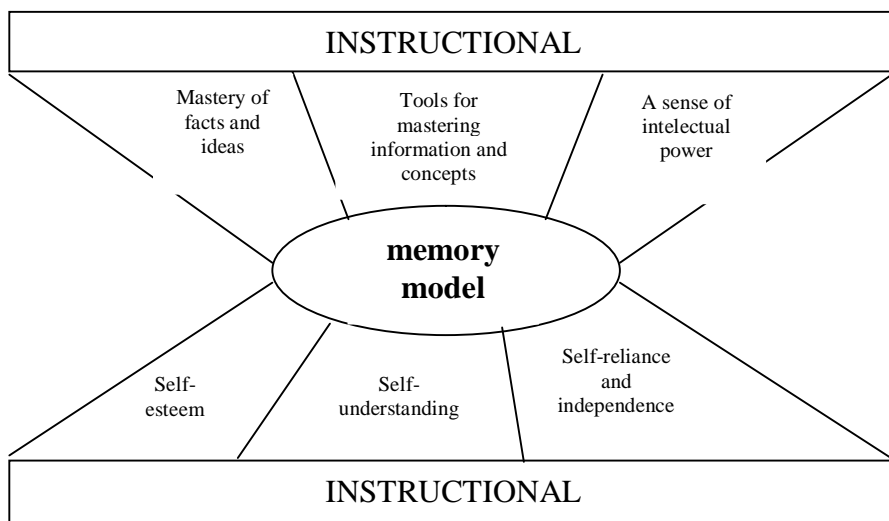 INSTRUCTIONAL
Mastery of
facts and
ideas
Tools for
mastering
information and
concepts
A sense of
intelectual
power
memory
model
Self-
esteem
Self-
understanding
Self-reliance
and
independence
INSTRUCTIONAL